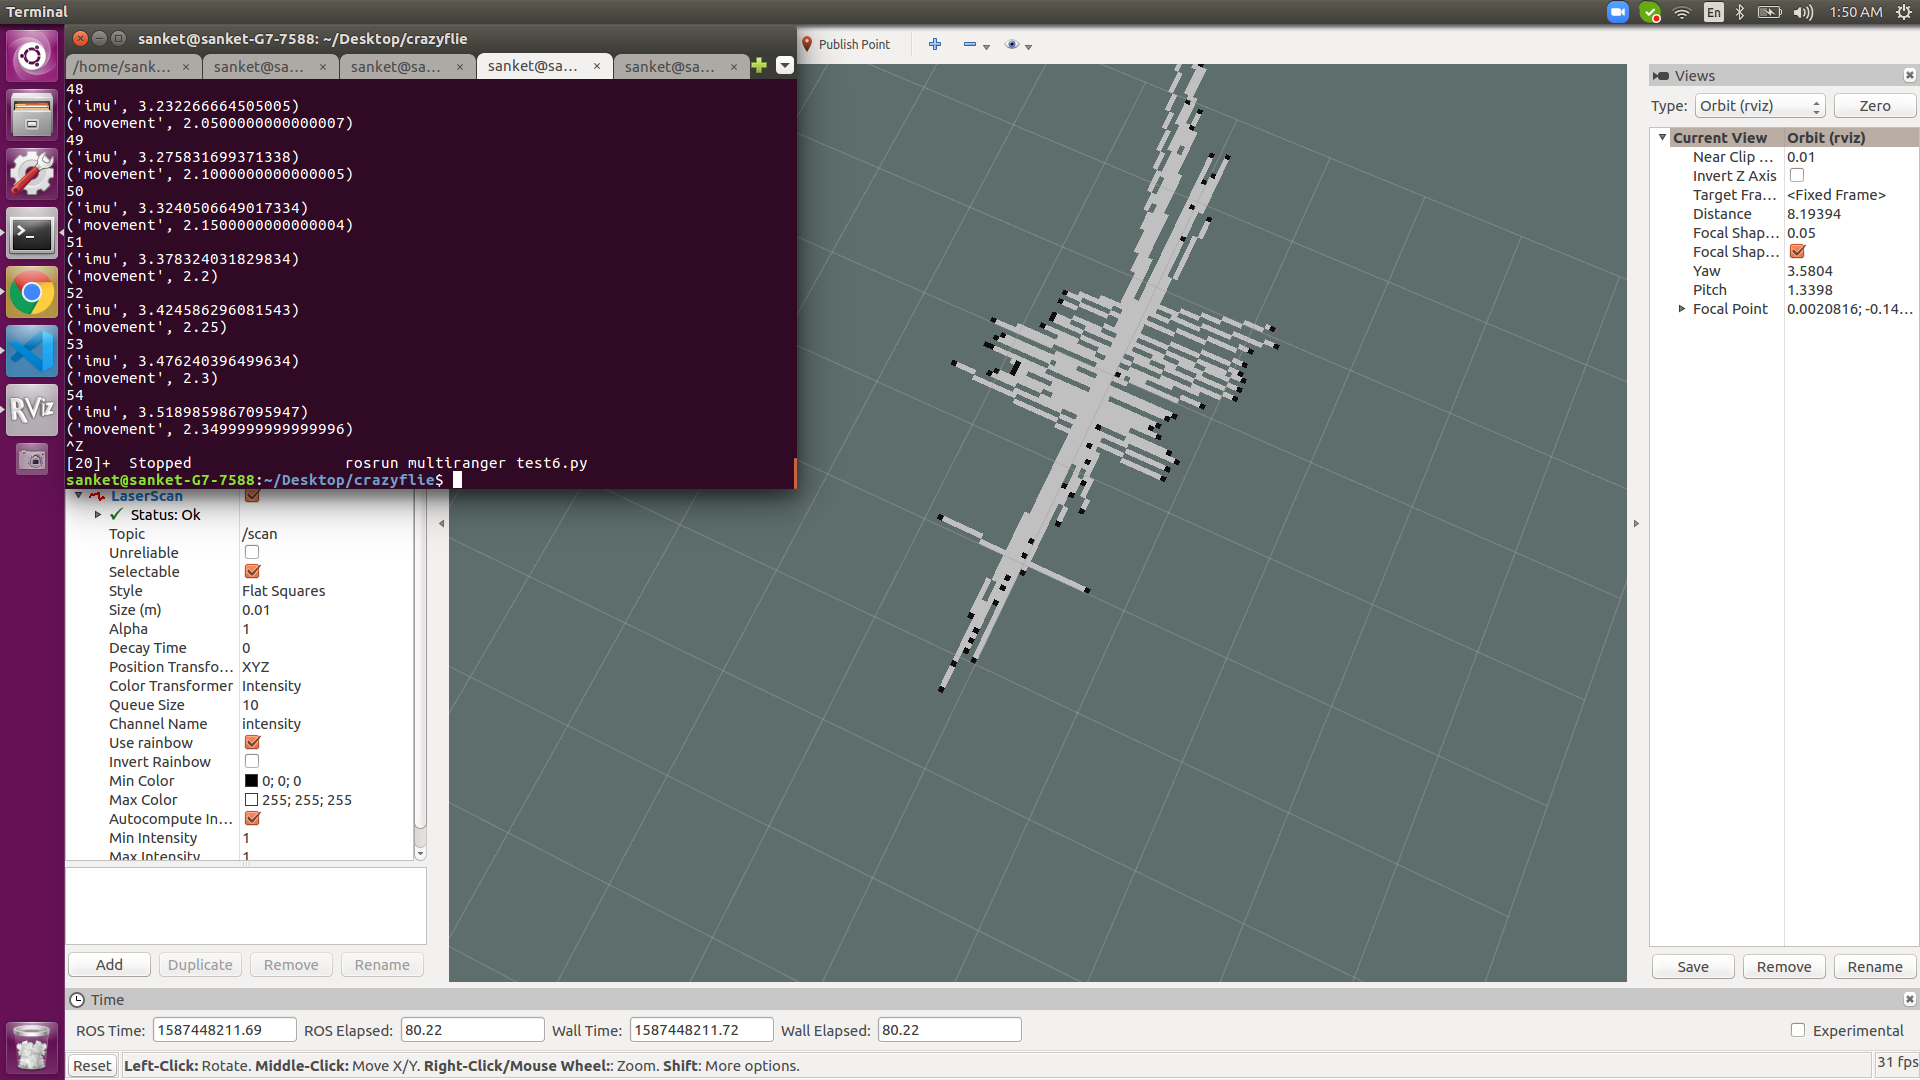 Terminal
En
1:50 AM
sanket@sanket-G7-7588: ~/Desktop/crazyflie
/home/sank... × sanket@sa... × sanket@sa... × sanket@sa... × sanket@sa... ×
48
('imu', 3.232266664505005)
('movement', 2.0500000000000007)
49
('imu', 3.275831699371338)
('movement', 2.1000000000000005)
50
('imu', 3.3240506649017334)
('movement', 2.1500000000000004)
51
('imu', 3.378324031829834)
('movement', 2.2)
52
('imu', 3.424586296081543)
('movement', 2.25)
53
('imu', 3.476240396499634)
('movement', 2.3)
54
('imu', 3.5189859867095947)
('movement', 2.3499999999999996)
^Z
[20]+  Stopped                 rosrun multiranger test6.py
sanket@sanket-G7-7588:~/Desktop/crazyflie$
RViz
Publish Point
LaserScan
Status: Ok
Topic /scan
Unreliable
Selectable
Style Flat Squares
Size (m) 0.01
Alpha 1
Decay Time 0
Position Transfo... XYZ
Color Transformer Intensity
Queue Size 10
Channel Name intensity
Use rainbow
Invert Rainbow
Min Color 0; 0; 0
Max Color 255; 255; 255
Autocompute In...
Min Intensity 1
Max Intensity 1
Add Duplicate Remove Rename
Views
Type: Orbit (rviz) Zero
Current View Orbit (rviz)
Near Clip ... 0.01
Invert Z Axis
Target Fra... <Fixed Frame>
Distance 8.19394
Focal Shap... 0.05
Focal Shap...
Yaw 3.5804
Pitch 1.3398
Focal Point 0.0020816; -0.14...
Save Remove Rename
Time
ROS Time: 1587448211.69 ROS Elapsed: 80.22 Wall Time: 1587448211.72 Wall Elapsed: 80.22 Experimental
Reset Left-Click: Rotate. Middle-Click: Move X/Y. Right-Click/Mouse Wheel:: Zoom. Shift: More options. 31 fps